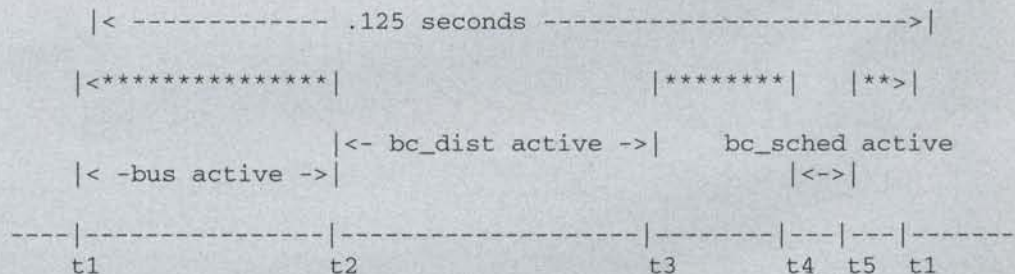 |< ------------- .125 seconds ----------------------------->|
|<***************| |********| |**>|
|<- bc_dist active ->| bc_sched active
|< -bus active ->| |<->|
----|----------------|--------------------|--------|---|---|-------
t1 t2 t3 t4 t5 t1